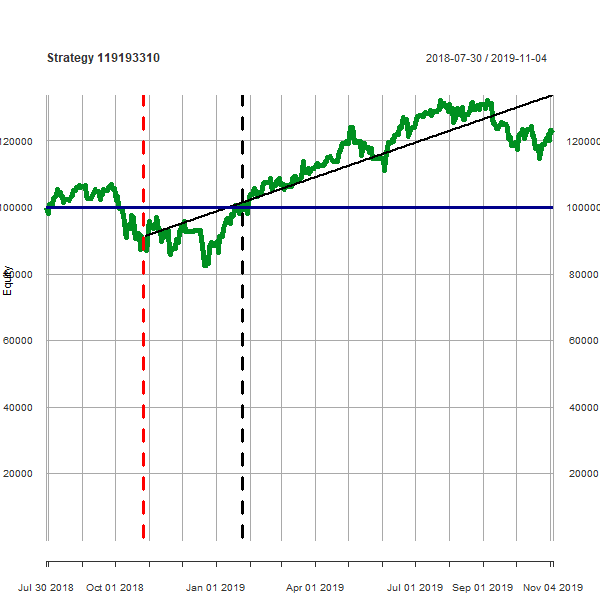 Strategy 119193310 2018-07-30 / 2019-11-04
120000 120000
100000 100000
80000 80000
Equity
60000 60000
40000 40000
20000 20000
Jul 30 2018 Oct 01 2018 Jan 01 2019 Apr 01 2019 Jul 01 2019 Sep 01 2019 Nov 04 2019